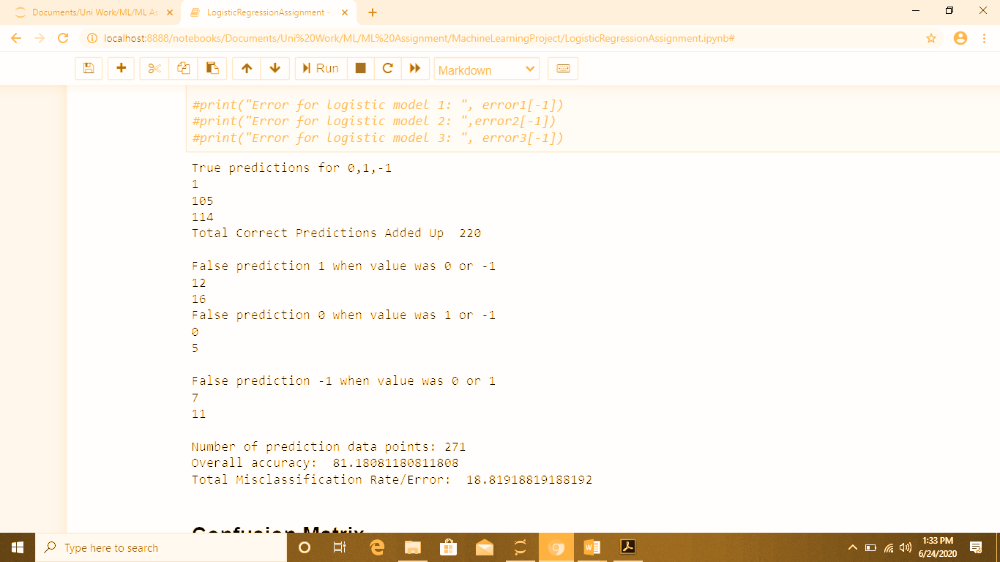 Documents/Uni Work/ML/ML As
LogisticRegressionAssignment -
localhost:8888/notebooks/Documents/Uni%20Work/ML/ML%20Assignment/MachineLearningProject/LogisticRegressionAssignment.ipynb#
Run
Markdown
#print("Error for logistic model 1: ", error1[-1])
#print("Error for logistic model 2: ",error2[-1])
#print("Error for logistic model 3: ", error3[-1])
True predictions for 0,1,-1
1
105
114
Total Correct Predictions Added Up  220
False prediction 1 when value was 0 or -1
12
16
False prediction 0 when value was 1 or -1
0
5
False prediction -1 when value was 0 or 1
7
11
Number of prediction data points: 271
Overall accuracy:  81.18081180811808
Total Misclassification Rate/Error:  18.81918819188192
Confusion Matrix
Type here to search
1:33 PM
6/24/2020